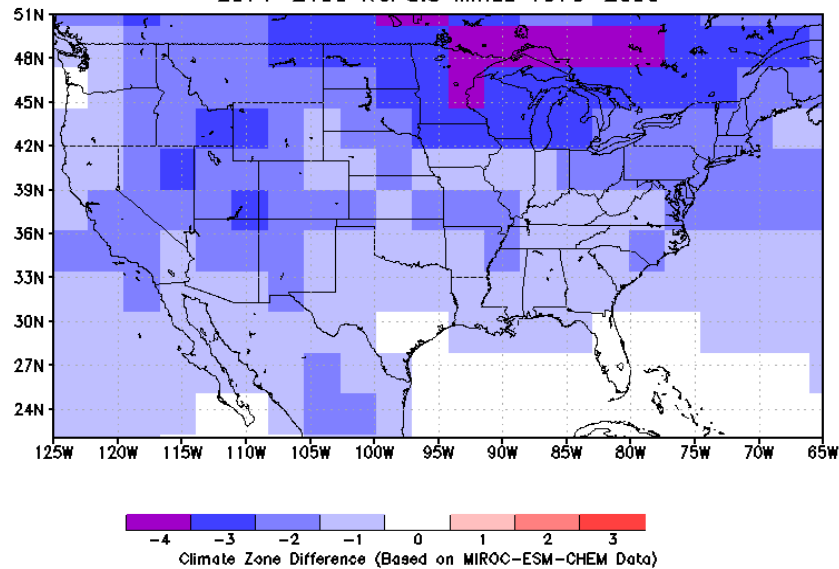 51N
48N
45N
42N
39N
36N
33N
30N
27N
24N
125W 120W 115W 110W 105W 100W 95W 90W 85W 80W 75W 70W 65W
-4 -3 -2 -1 0 1 2 3
Climate Zone Difference (Based on MIROC-ESM-CHEM Data)